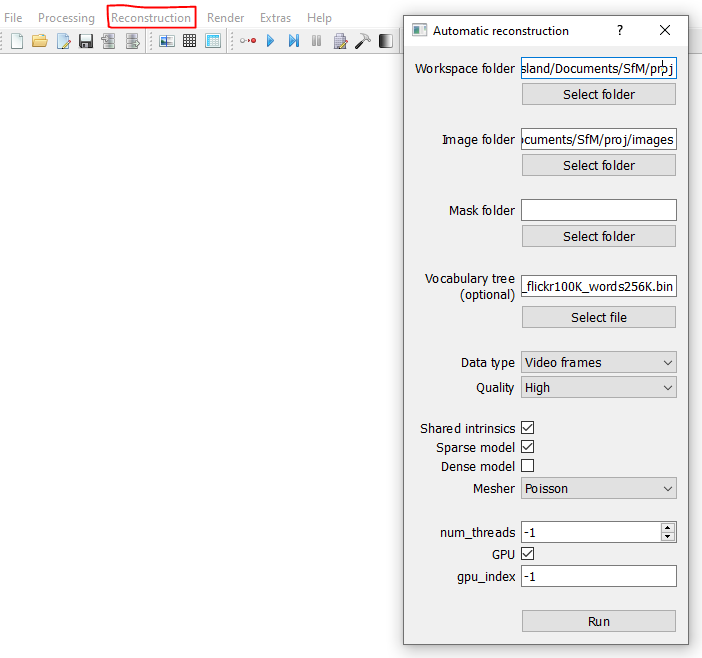 File Processing Reconstruction Render Extras Help
Automatic reconstruction ?
Workspace folder sland/Documents/SfM/proj
Select folder
Image folder ocuments/SfM/proj/images
Select folder
Mask folder
Select folder
Vocabulary tree
(optional) _flickr100K_words256K.bin
Select file
Data type Video frames
Quality High
Shared intrinsics
Sparse model
Dense model
Mesher Poisson
num_threads -1
GPU
gpu_index -1
Run